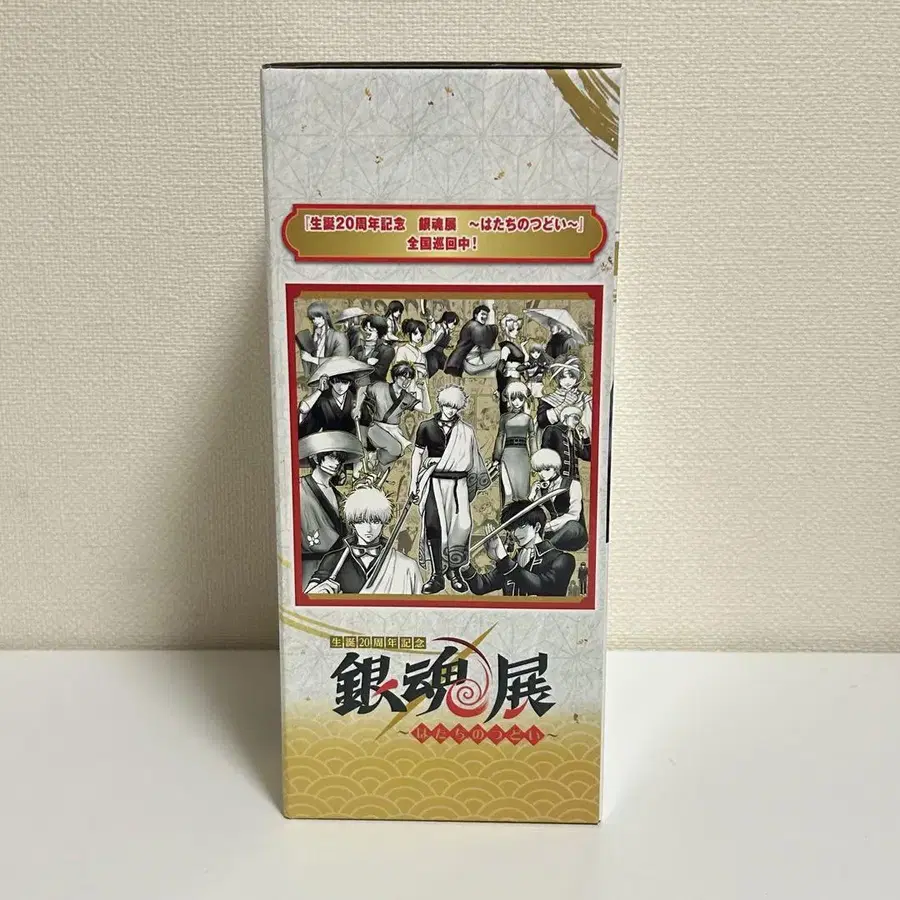 『生誕20周年記念 銀魂展 ～はたちのつどい～』
全国巡回中！
生誕20周年記念
銀魂展
～はたちのつどい～